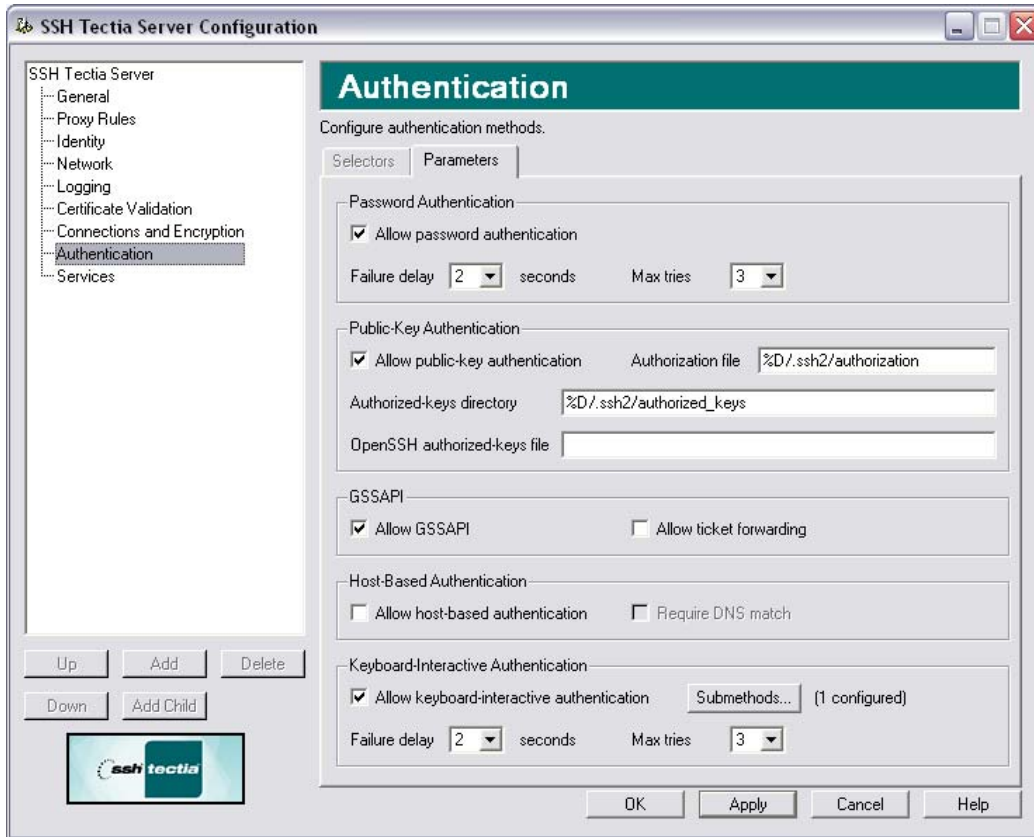 SSH Tectia Server Configuration
SSH Tectia Server
General
Proxy Rules
Identity
Network
Logging
Certificate Validation
Connections and Encryption
Authentication
Services
Up Add Delete
Down Add Child
ssh tectia
Authentication
Configure authentication methods.
Selectors Parameters
Password Authentication
Allow password authentication
Failure delay 2 seconds Max tries 3
Public-Key Authentication
Allow public-key authentication Authorization file %D/.ssh2/authorization
Authorized-keys directory %D/.ssh2/authorized_keys
OpenSSH authorized-keys file
GSSAPI
Allow GSSAPI Allow ticket forwarding
Host-Based Authentication
Allow host-based authentication Require DNS match
Keyboard-Interactive Authentication
Allow keyboard-interactive authentication Submethods... (1 configured)
Failure delay 2 seconds Max tries 3
OK Apply Cancel Help